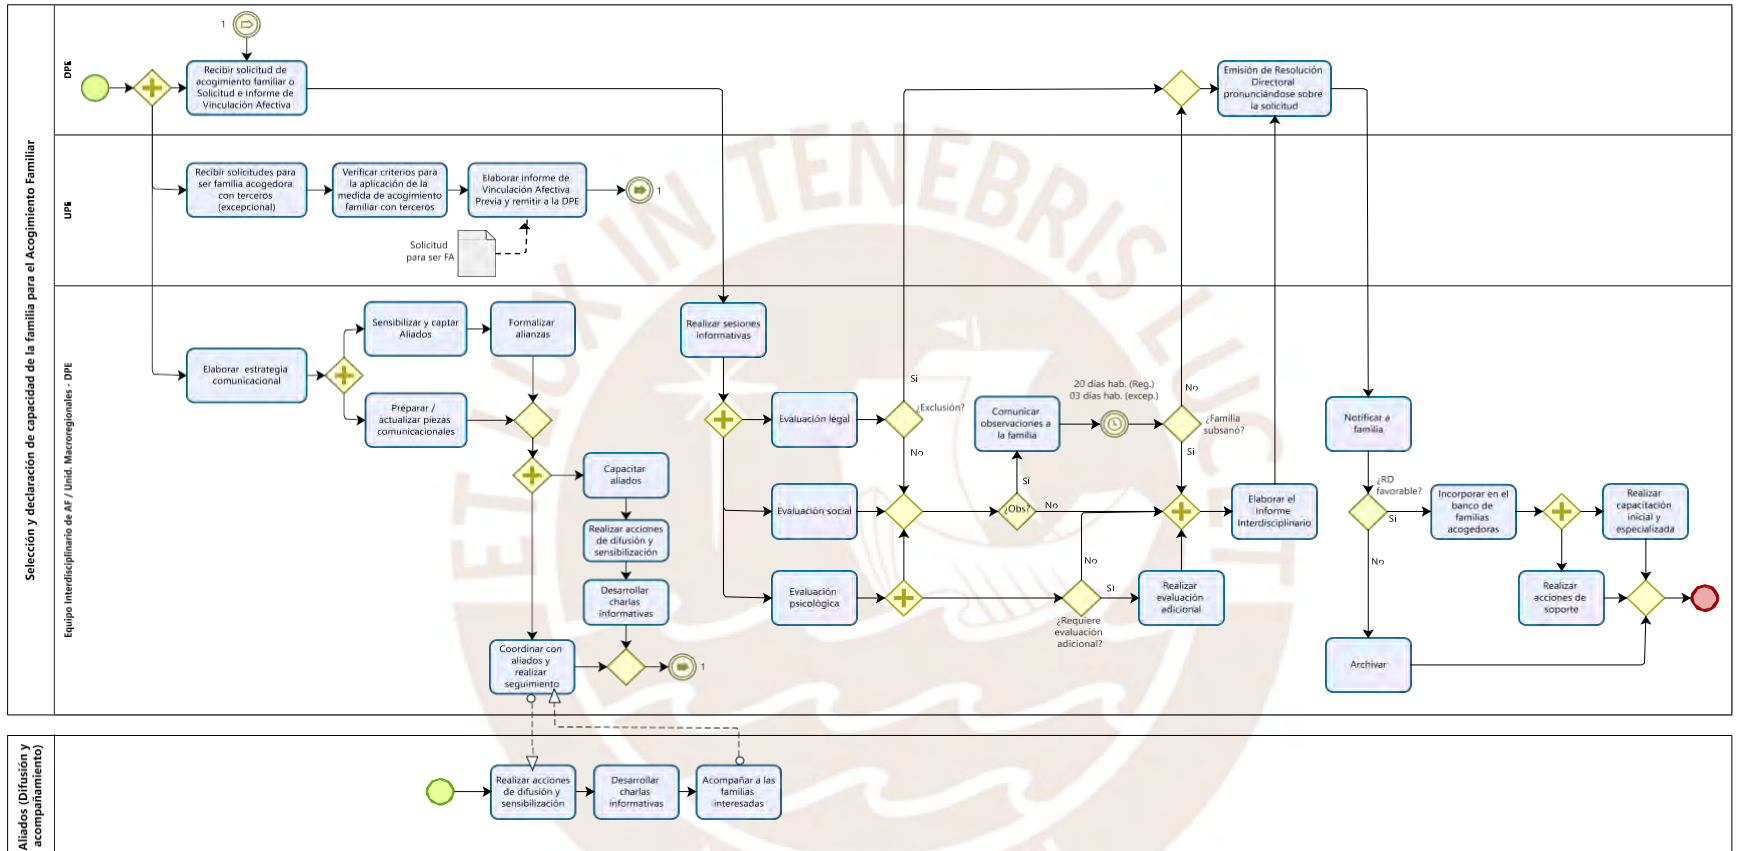 Selección y declaración de capacidad de la familia para el Acogimiento Familiar
DPE
1
Recibir solicitud de
acogimiento familiar o
Solicitud e Informe de
Vinculación Afectiva
Emisión de Resolución
Directoral
pronunciándose sobre
la solicitud
UPE
Recibir solicitudes para
ser familia acogedora
con terceros
(excepcional)
Verificar criterios para
la aplicación de la
medida de acogimiento
familiar con terceros
Elaborar informe de
Vinculación Afectiva
Previa y remitir a la DPE
1
Solicitud
para ser FA
Equipo Interdisciplinario de AF / Unid. Macroregionales - DPE
Elaborar estrategia
comunicacional
Sensibilizar y captar
Aliados
Formalizar
alianzas
Preparar /
actualizar piezas
comunicacionales
Capacitar
aliados
Realizar acciones
de difusión y
sensibilización
Desarrollar
charlas
informativas
Coordinar con
aliados y
realizar
seguimiento
1
Realizar sesiones
informativas
Evaluación legal
Evaluación social
Evaluación
psicológica
Si
¿Exclusión?
No
Comunicar
observaciones a
la familia
20 días hab. (Reg.)
03 días hab. (excep.)
Si
¿Obs?
No
No
¿Familia
subsanó?
Si
No
Si
¿Requiere
evaluación
adicional?
Realizar
evaluación
adicional
Elaborar el
Informe
Interdisciplinario
Notificar a
familia
¿RD
favorable?
Si
No
Incorporar en el
banco de
familias
acogedoras
Realizar
capacitación
inicial y
especializada
Realizar
acciones de
soporte
Archivar
Aliados (Difusión y
acompañamiento)
Realizar acciones
de difusión y
sensibilización
Desarrollar
charlas
informativas
Acompañar a las
familias
interesadas
ET LUX IN TENEBRIS LUCET